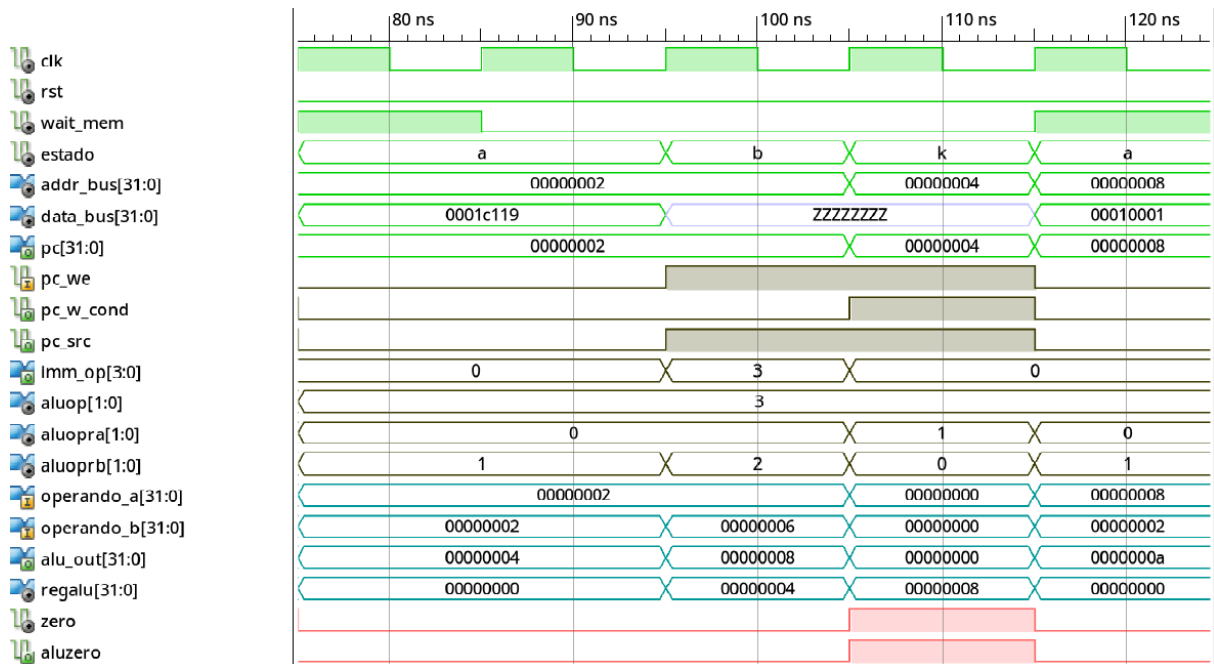 80 ns 90 ns 100 ns 110 ns 120 ns
clk
rst
wait_mem
estado a b k a
addr_bus[31:0] 00000002 00000004 00000008
data_bus[31:0] 0001c119 ZZZZZZZZ 00010001
pc[31:0] 00000002 00000004 00000008
pc_we
pc_w_cond
pc_src
Imm_op[3:0] 0 3 0
aluop[1:0] 3
aluopra[1:0] 0 1 0
aluoprb[1:0] 1 2 0 1
operando_a[31:0] 00000002 00000000 00000008
operando_b[31:0] 00000002 00000006 00000000 00000002
alu_out[31:0] 00000004 00000008 00000000 0000000a
regalu[31:0] 00000000 00000004 00000008 00000000
zero
aluzero